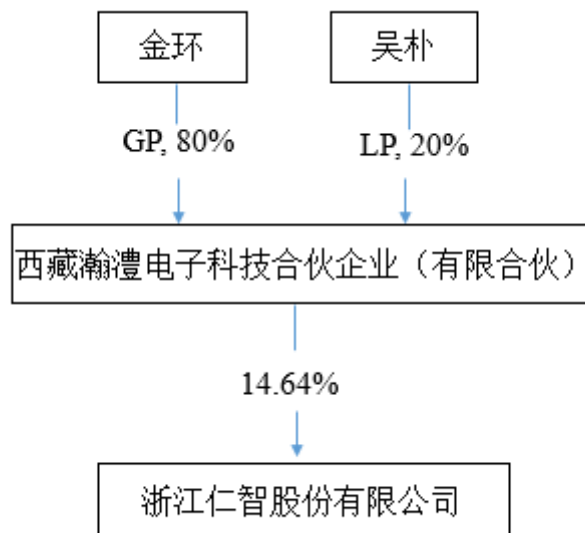 金环
吴朴
GP, 80%
LP, 20%
西藏瀚澧电子科技合伙企业（有限合伙）
14.64%
浙江仁智股份有限公司